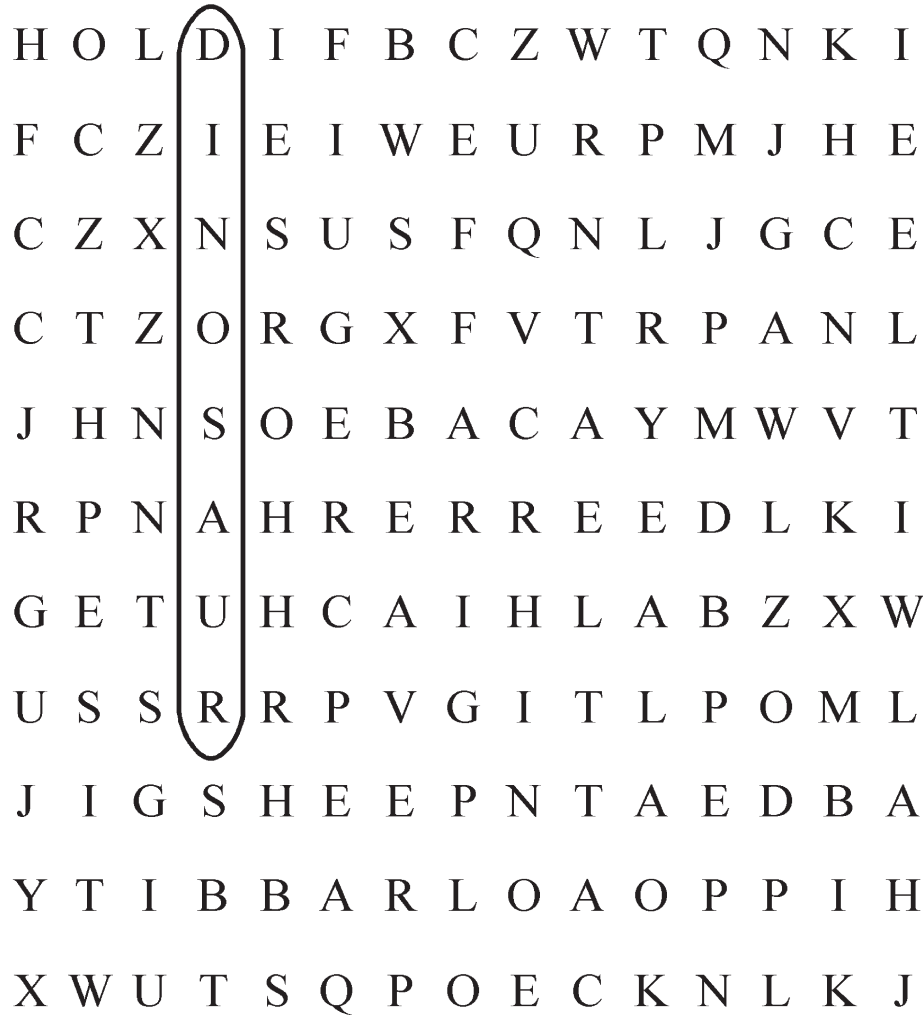 H O L D I F B C Z W T Q N K I
F C Z I E I W E U R P M J H E
C Z X N S U S F Q N L J G C E
C T Z O R G X F V T R P A N L
J H N S O E B A C A Y M W V T
R P N A H R E R R E E D L K I
G E T U H C A I H L A B Z X W
U S S R R P V G I T L P O M L
J I G S H E E P N T A E D B A
Y T I B B A R L O A O P P I H
X W U T S Q P O E C K N L K J